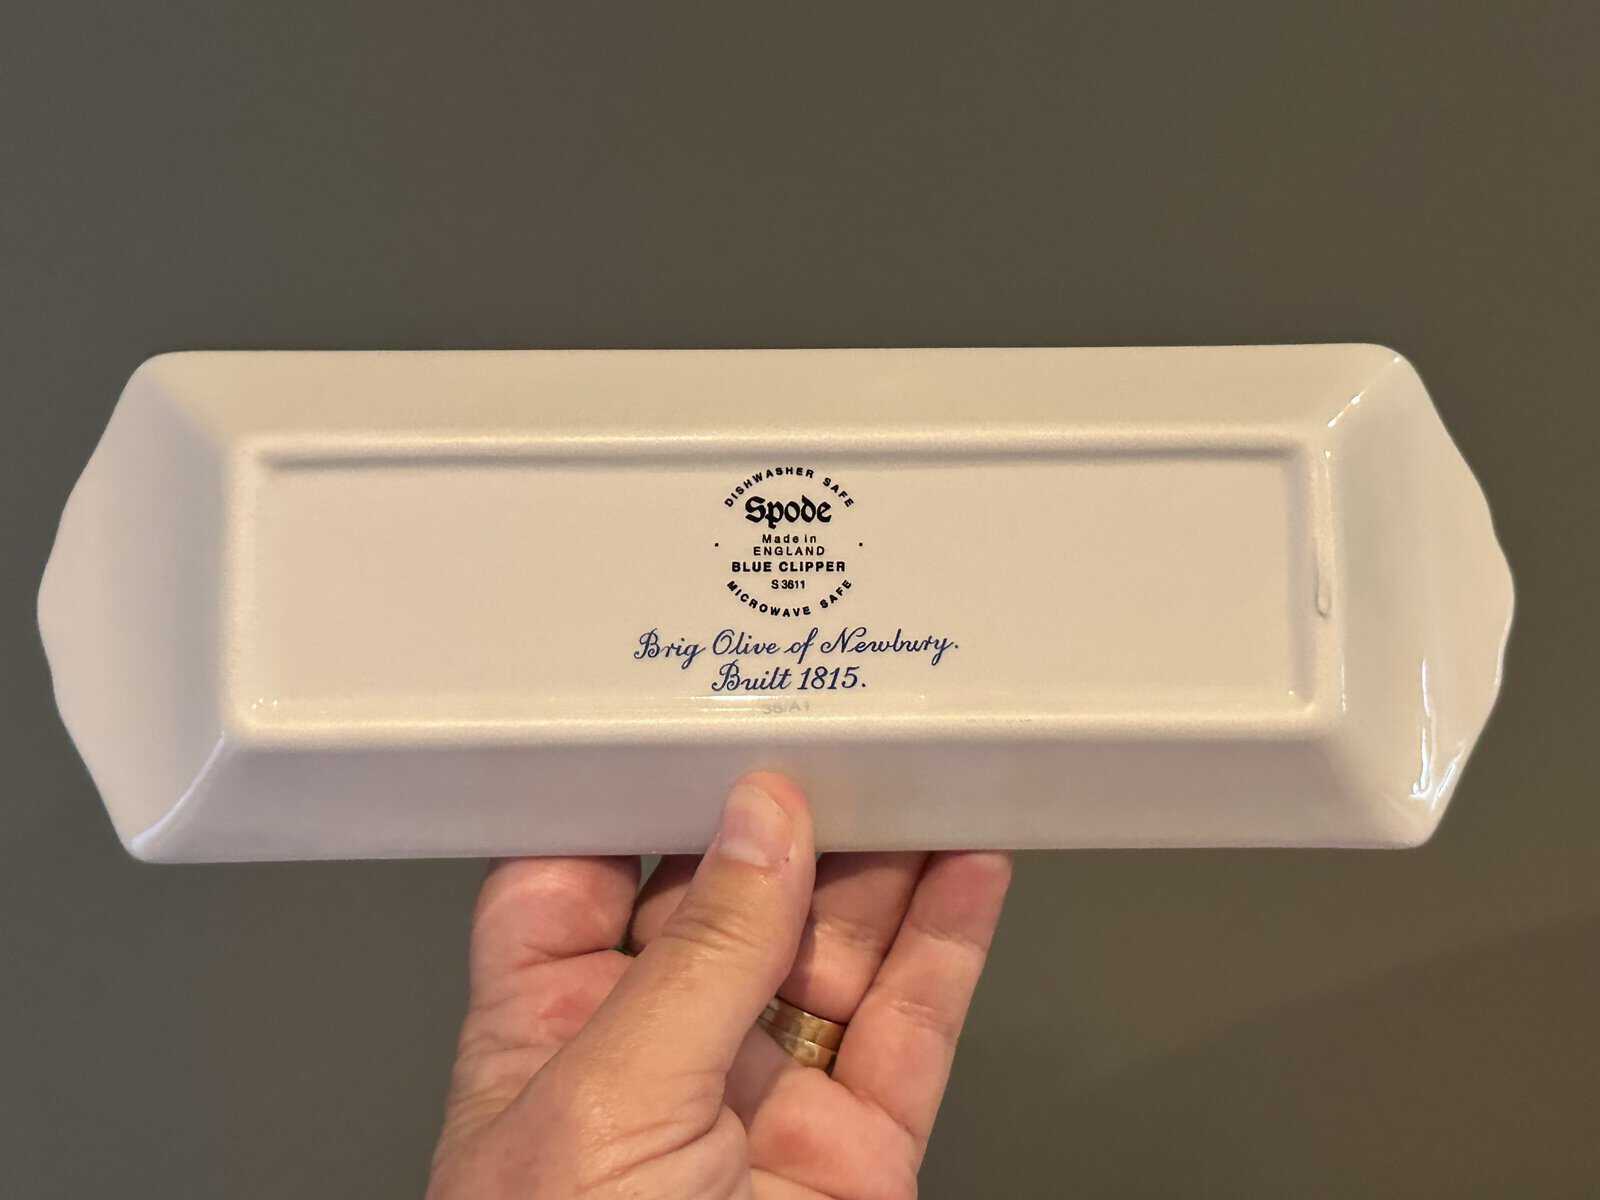 DISHWASHER SAFE
Spode
Made in
ENGLAND
BLUE CLIPPER
S 3611
MICROWAVE SAFE
Brig Olive of Newbury.
Built 1815.